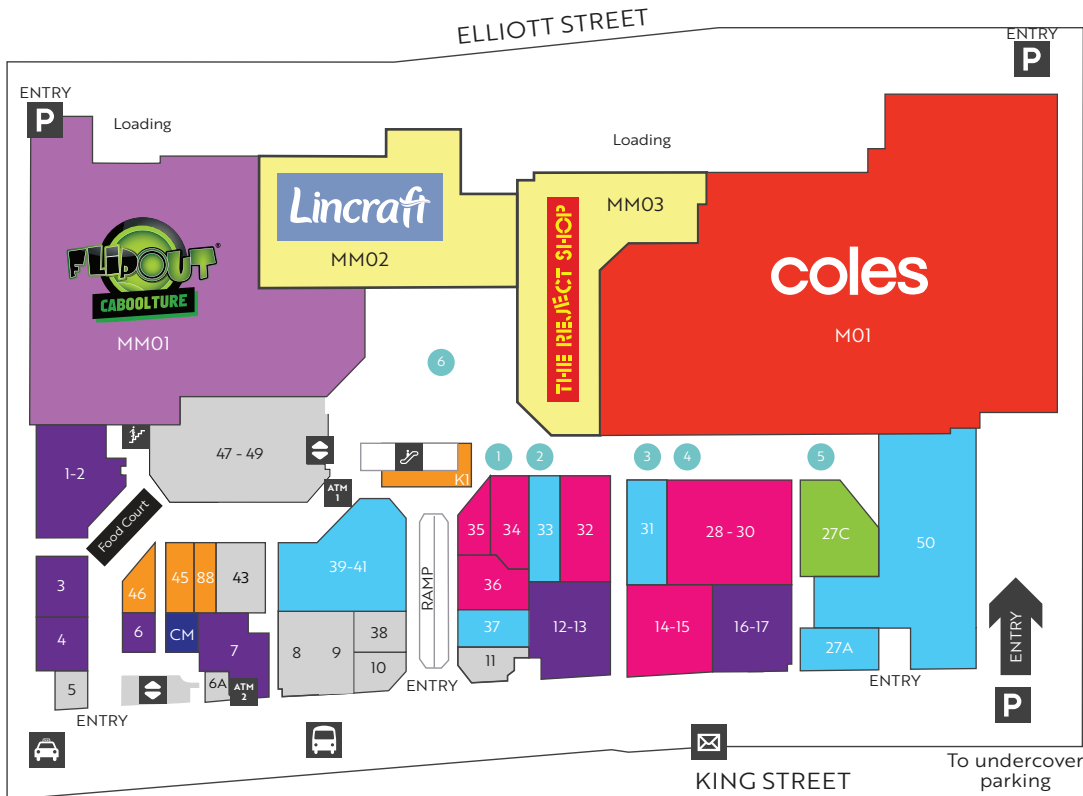 ELLIOTT STREET
ENTRY
P
ENTRY
P
Loading
Loading
Lincraft
MM02
THE REJECT SHOP
MM03
FLIPOUT®
CABOOLTURE
MM01
coles
M01
6
1-2
47 - 49
K1
1
2
3
4
5
ATM
1
Food Court
35
34
33
32
31
28 - 30
27C
50
3
46
45
88
43
39-41
RAMP
36
4
6
CM
7
8
9
38
10
37
11
12-13
14-15
16-17
27A
ENTRY
5
6A
ATM
2
ENTRY
ENTRY
ENTRY
P
KING STREET
To undercover
parking